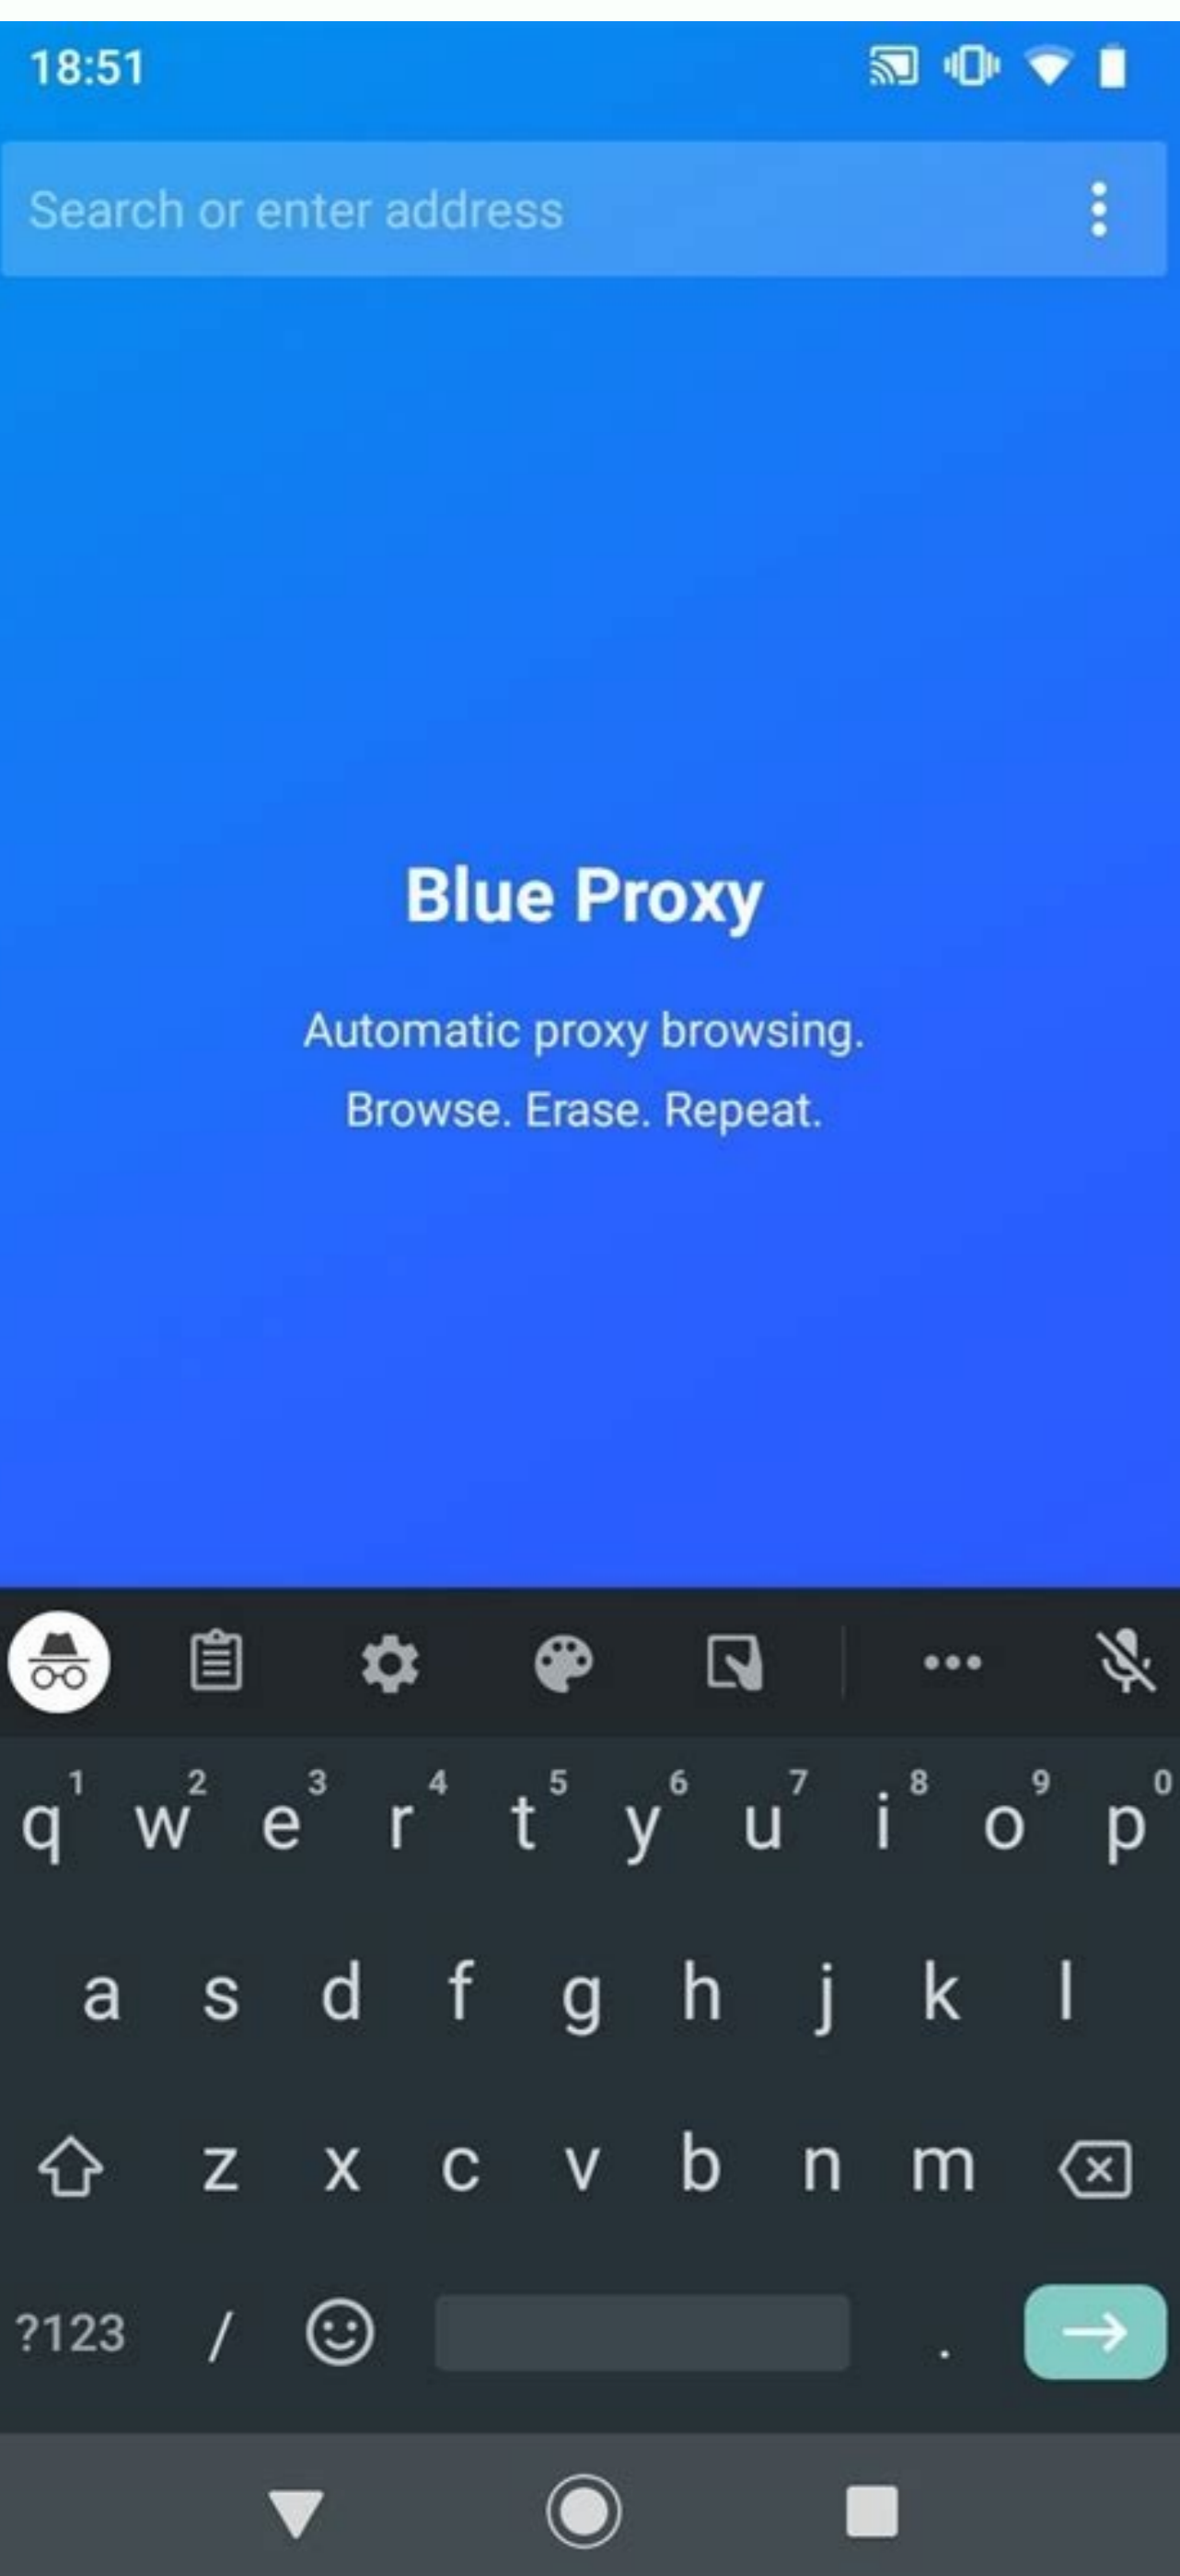 18:51
Search or enter address
Blue Proxy
Automatic proxy browsing.
Browse. Erase. Repeat.
1 2 3 4 5 6 7 8 9 0
q w e r t y u i o p
a s d f g h j k l
z x c v b n m
?123 / .